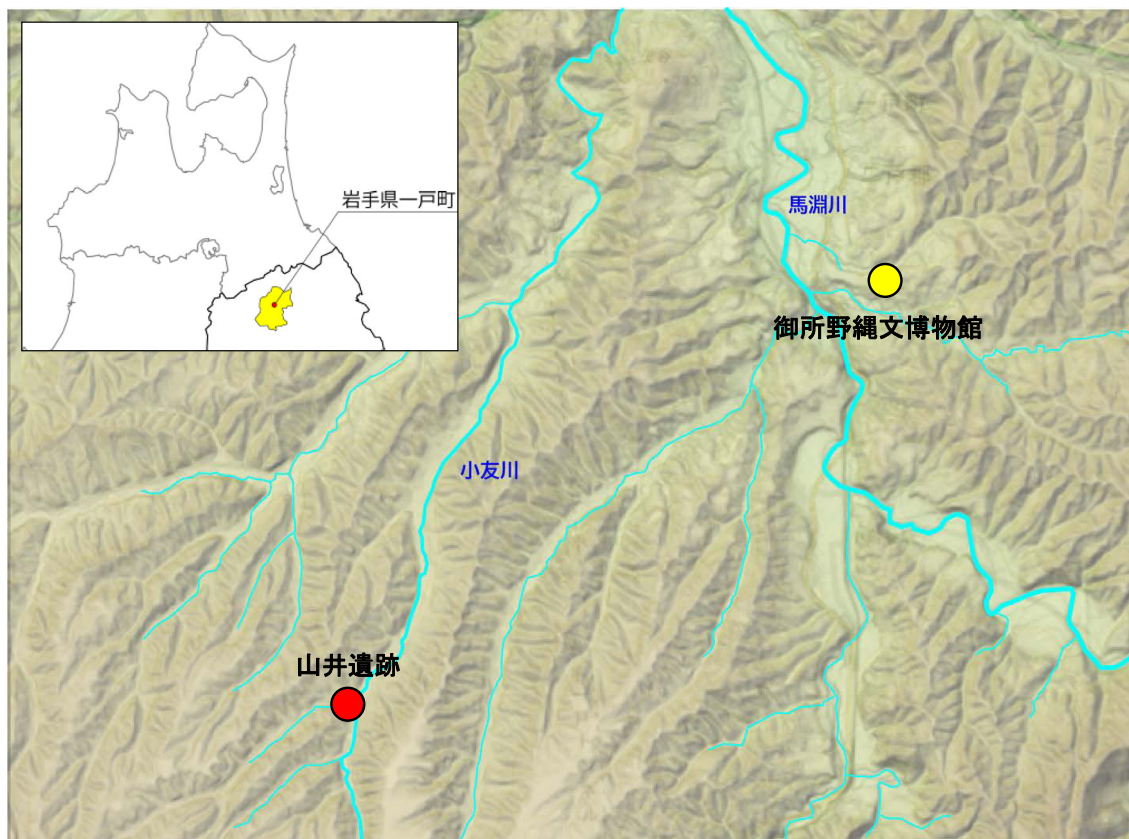 岩手県一戸町
馬淵川
御所野縄文博物館
小友川
山井遺跡